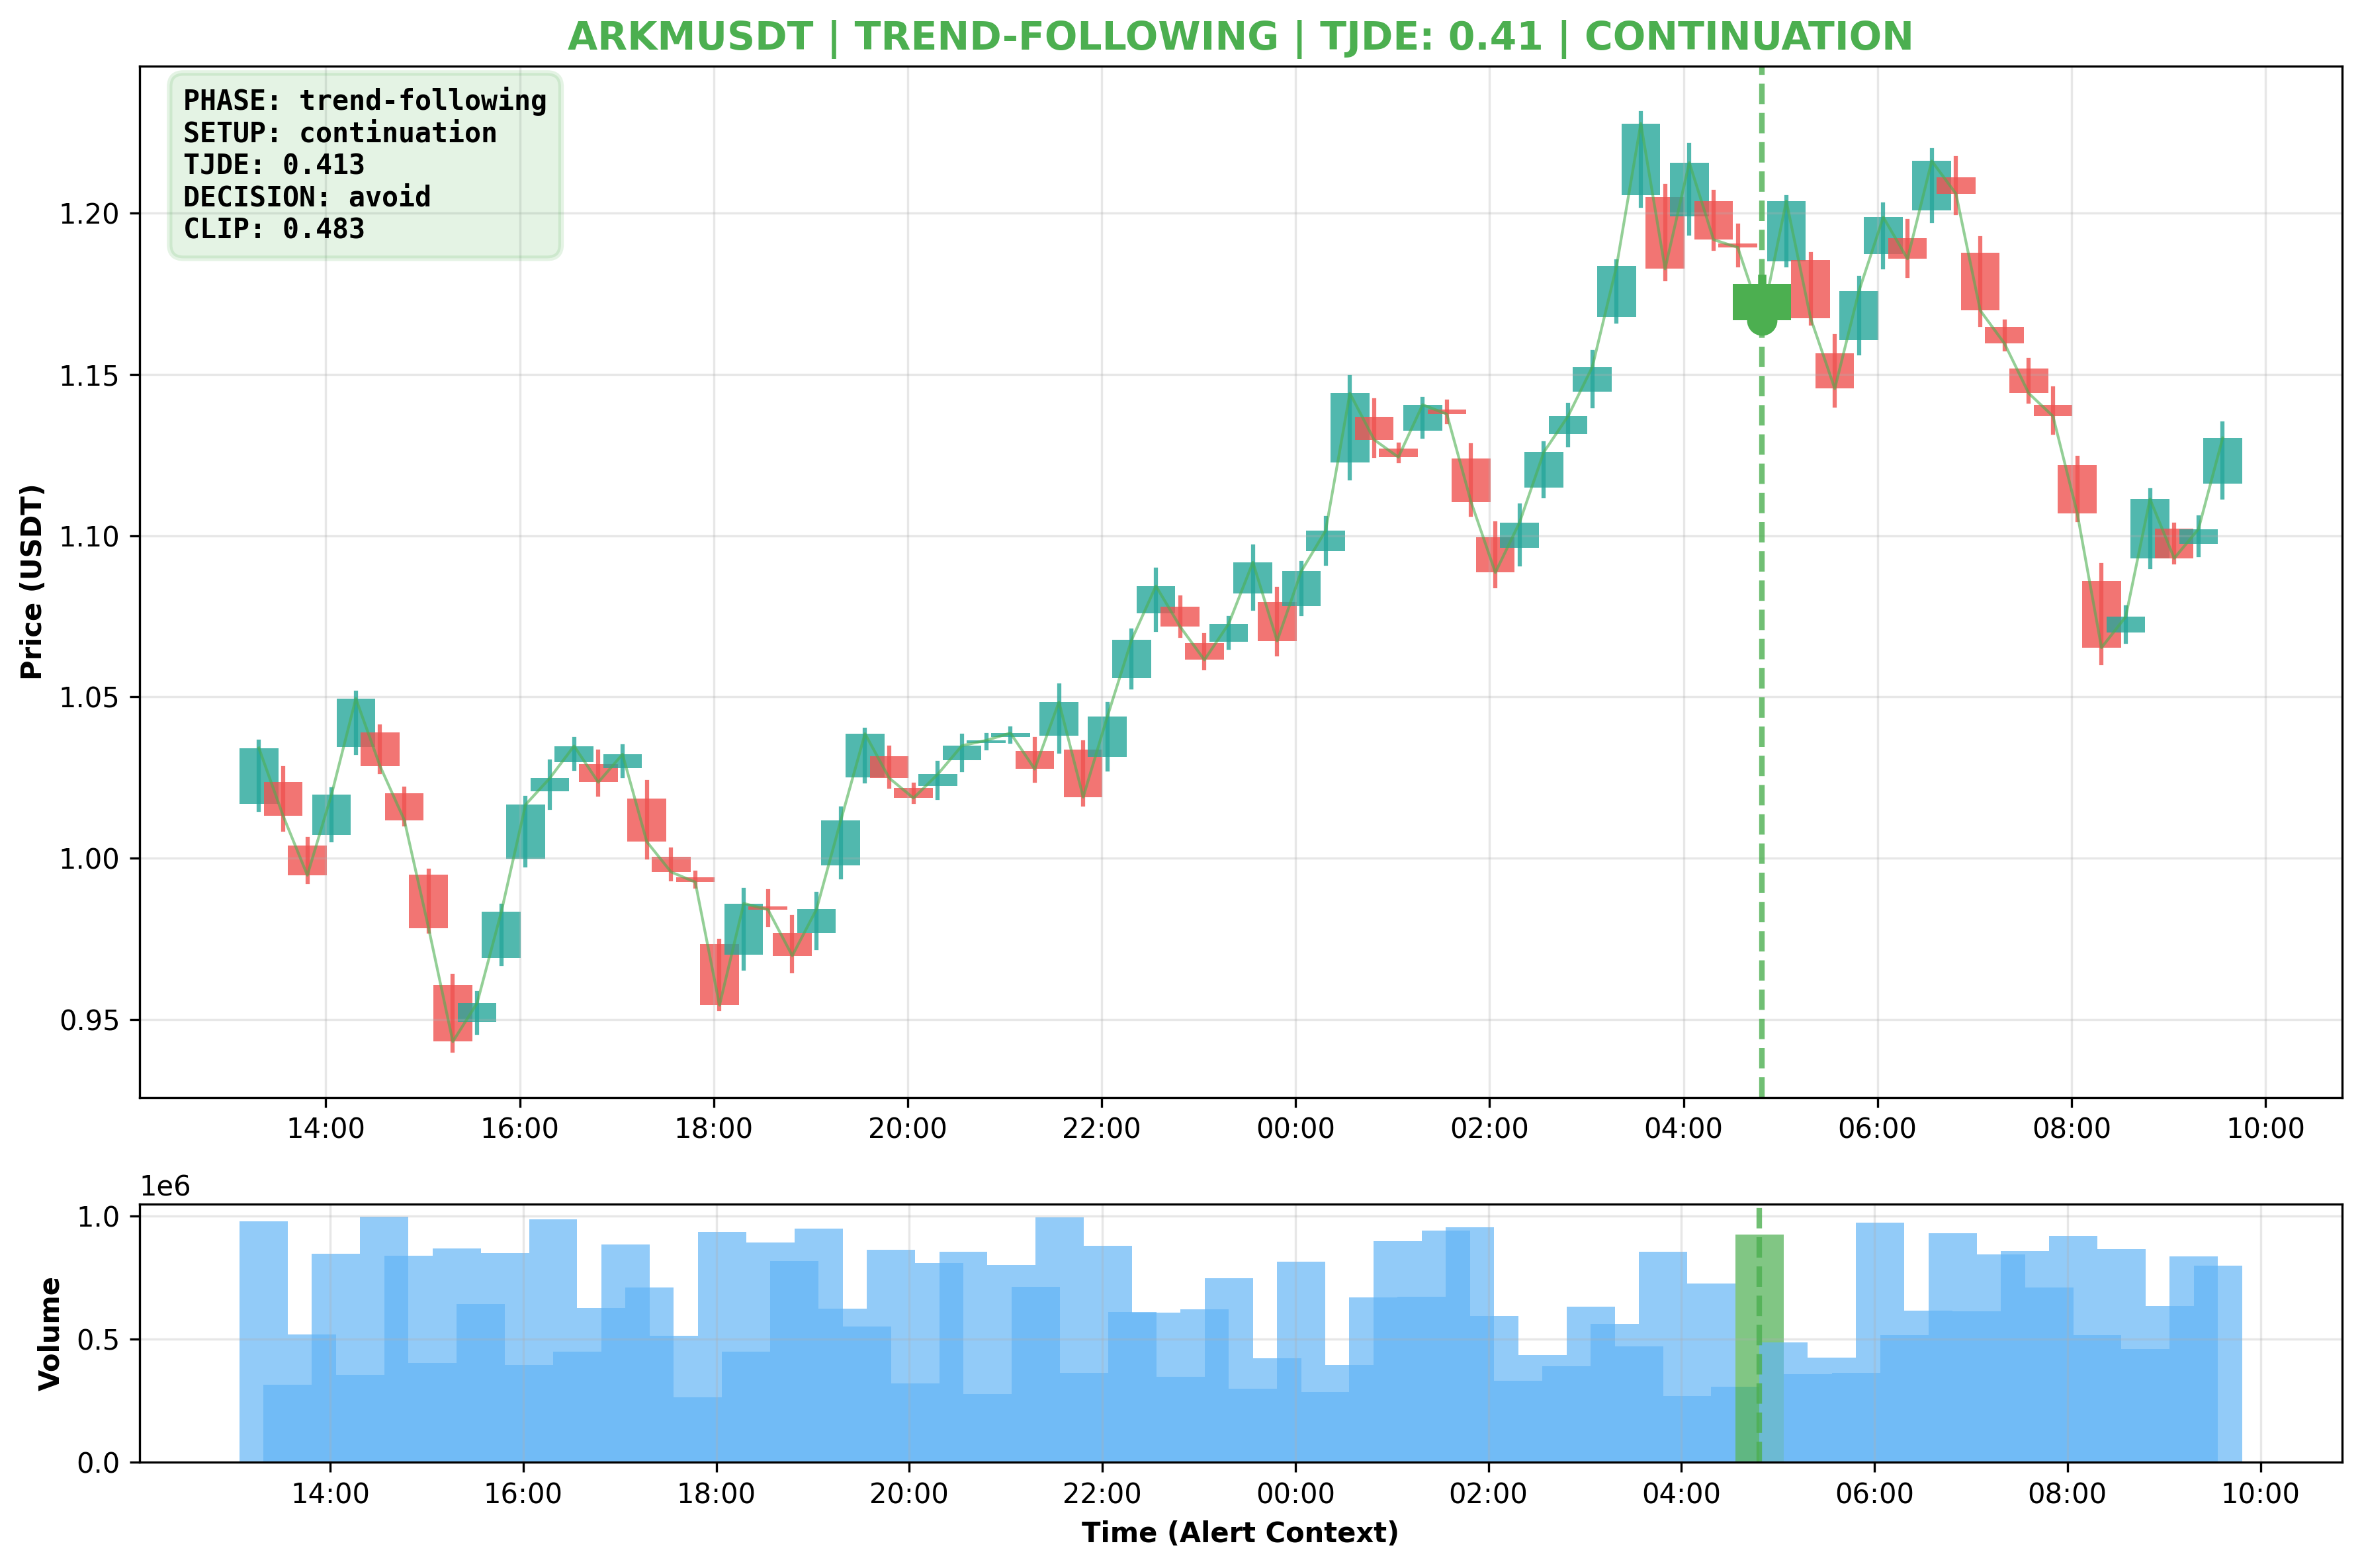 ARKMUSDT | TREND-FOLLOWING | TJDE: 0.41 | CONTINUATION
PHASE: trend-following
SETUP: continuation
TJDE: 0.413
DECISION: avoid
CLIP: 0.483
Price (USDT)
1.20
1.15
1.10
1.05
1.00
0.95
14:00 16:00 18:00 20:00 22:00 00:00 02:00 04:00 06:00 08:00 10:00
1e6
Volume
1.0
0.5
0.0
14:00 16:00 18:00 20:00 22:00 00:00 02:00 04:00 06:00 08:00 10:00
Time (Alert Context)